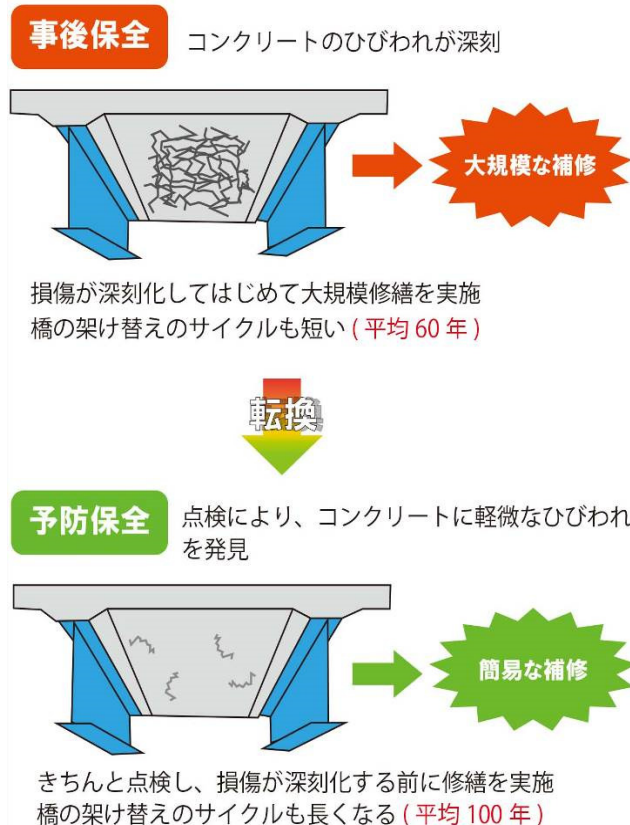 事後保全
コンクリートのひびわれが深刻
大規模な補修
損傷が深刻化してはじめて大規模修繕を実施
橋の架け替えのサイクルも短い ( 平均 60 年 )
転換
予防保全
点検により、コンクリートに軽微なひびわれ
を発見
簡易な補修
きちんと点検し、損傷が深刻化する前に修繕を実施
橋の架け替えのサイクルも長くなる ( 平均 100 年 )